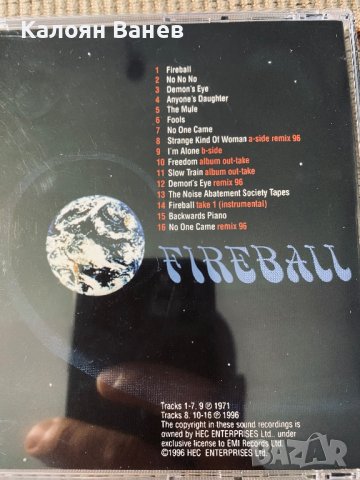 Калоян Ванев
1 Fireball
2 No No No
3 Demon's Eye
4 Anyone's Daughter
5 The Mule
6 Fools
7 No One Came
8 Strange Kind Of Woman a-side remix 96
9 I'm Alone b-side
10 Freedom album out-take
11 Slow Train album out-take
12 Demon's Eye remix 96
13 The Noise Abatement Society Tapes
14 Fireball take 1 (instrumental)
15 Backwards Piano
16 No One Came remix 96
FIREBALL
Tracks 1-7, 9 ℗ 1971
Tracks 8, 10-16 ℗ 1996
The copyright in these sound recordings is
owned by HEC ENTERPRISES Ltd., under
exclusive license to EMI Records Ltd.
©1996 HEC ENTERPRISES Ltd.
BAZAR